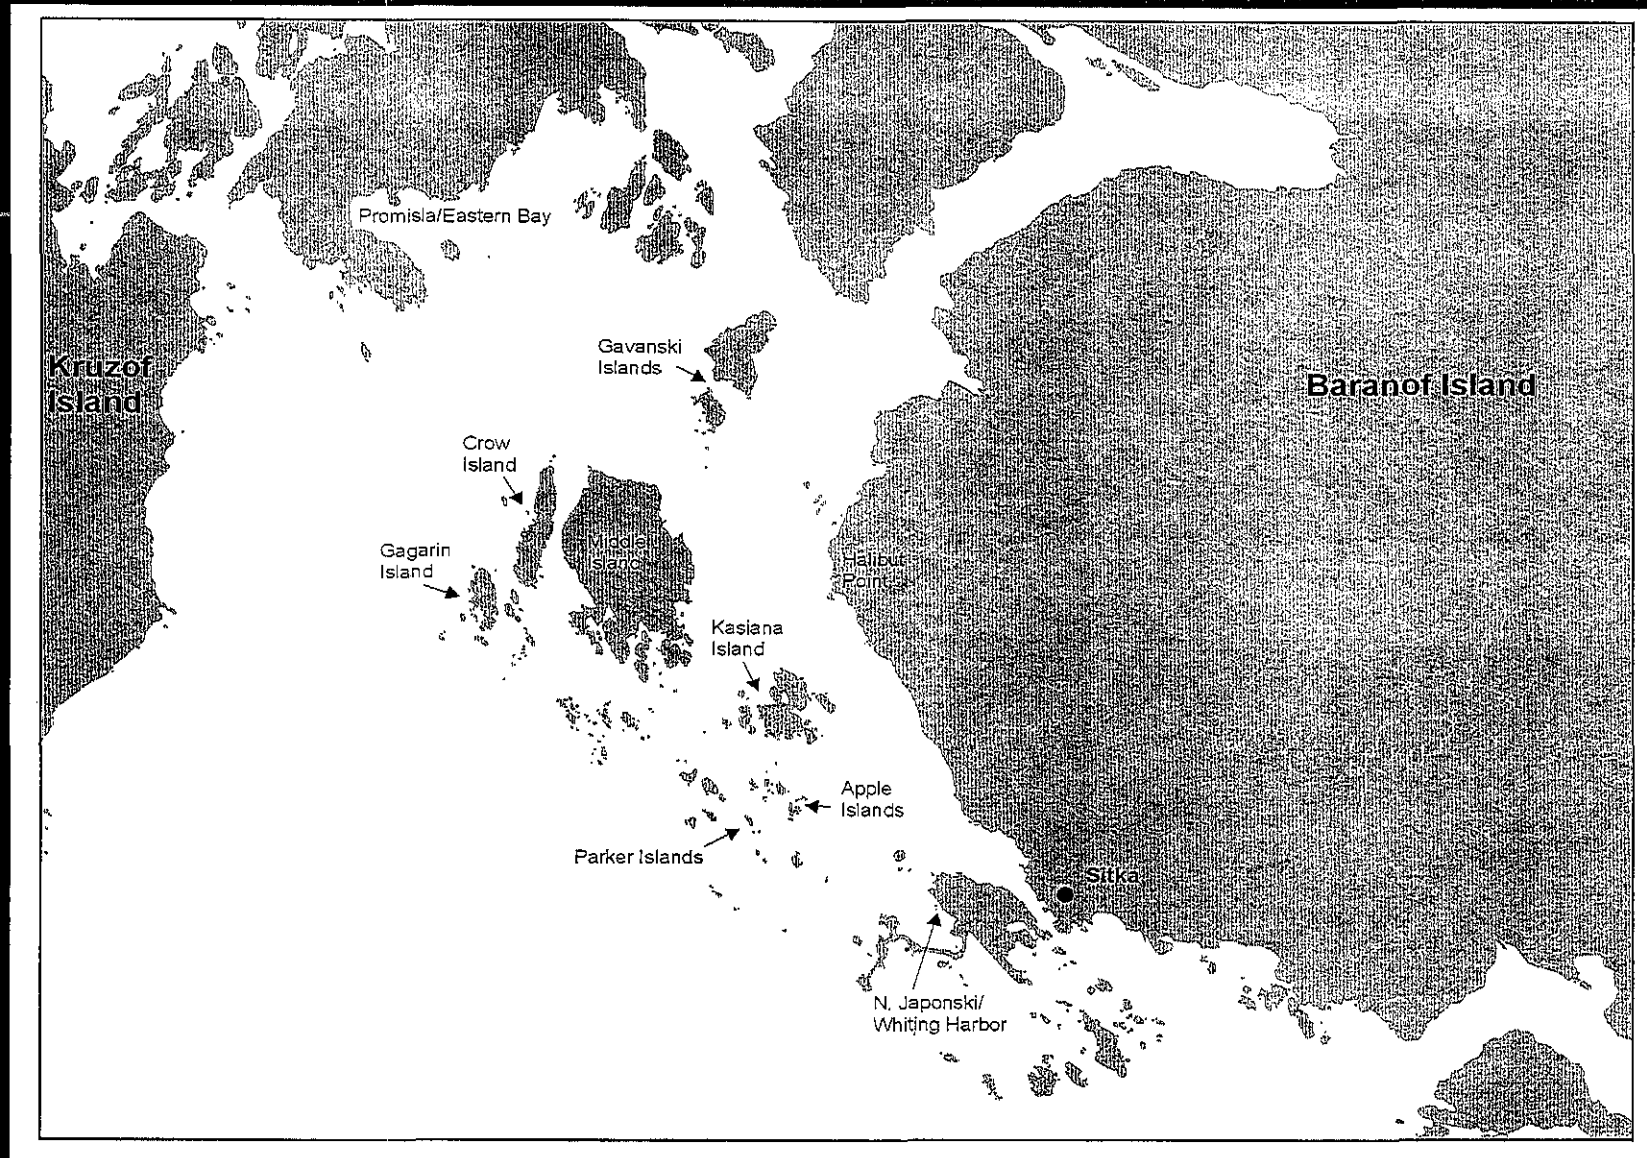 Promisla/Eastern Bay
Gavanski
Islands
Kruzof
Island
Baranof Island
Crow
Island
Middle
Island
Gagarin
Island
Halibut
Point
Kasiana
Island
Apple
Islands
Parker Islands
Sitka
N. Japonski/
Whiting Harbor